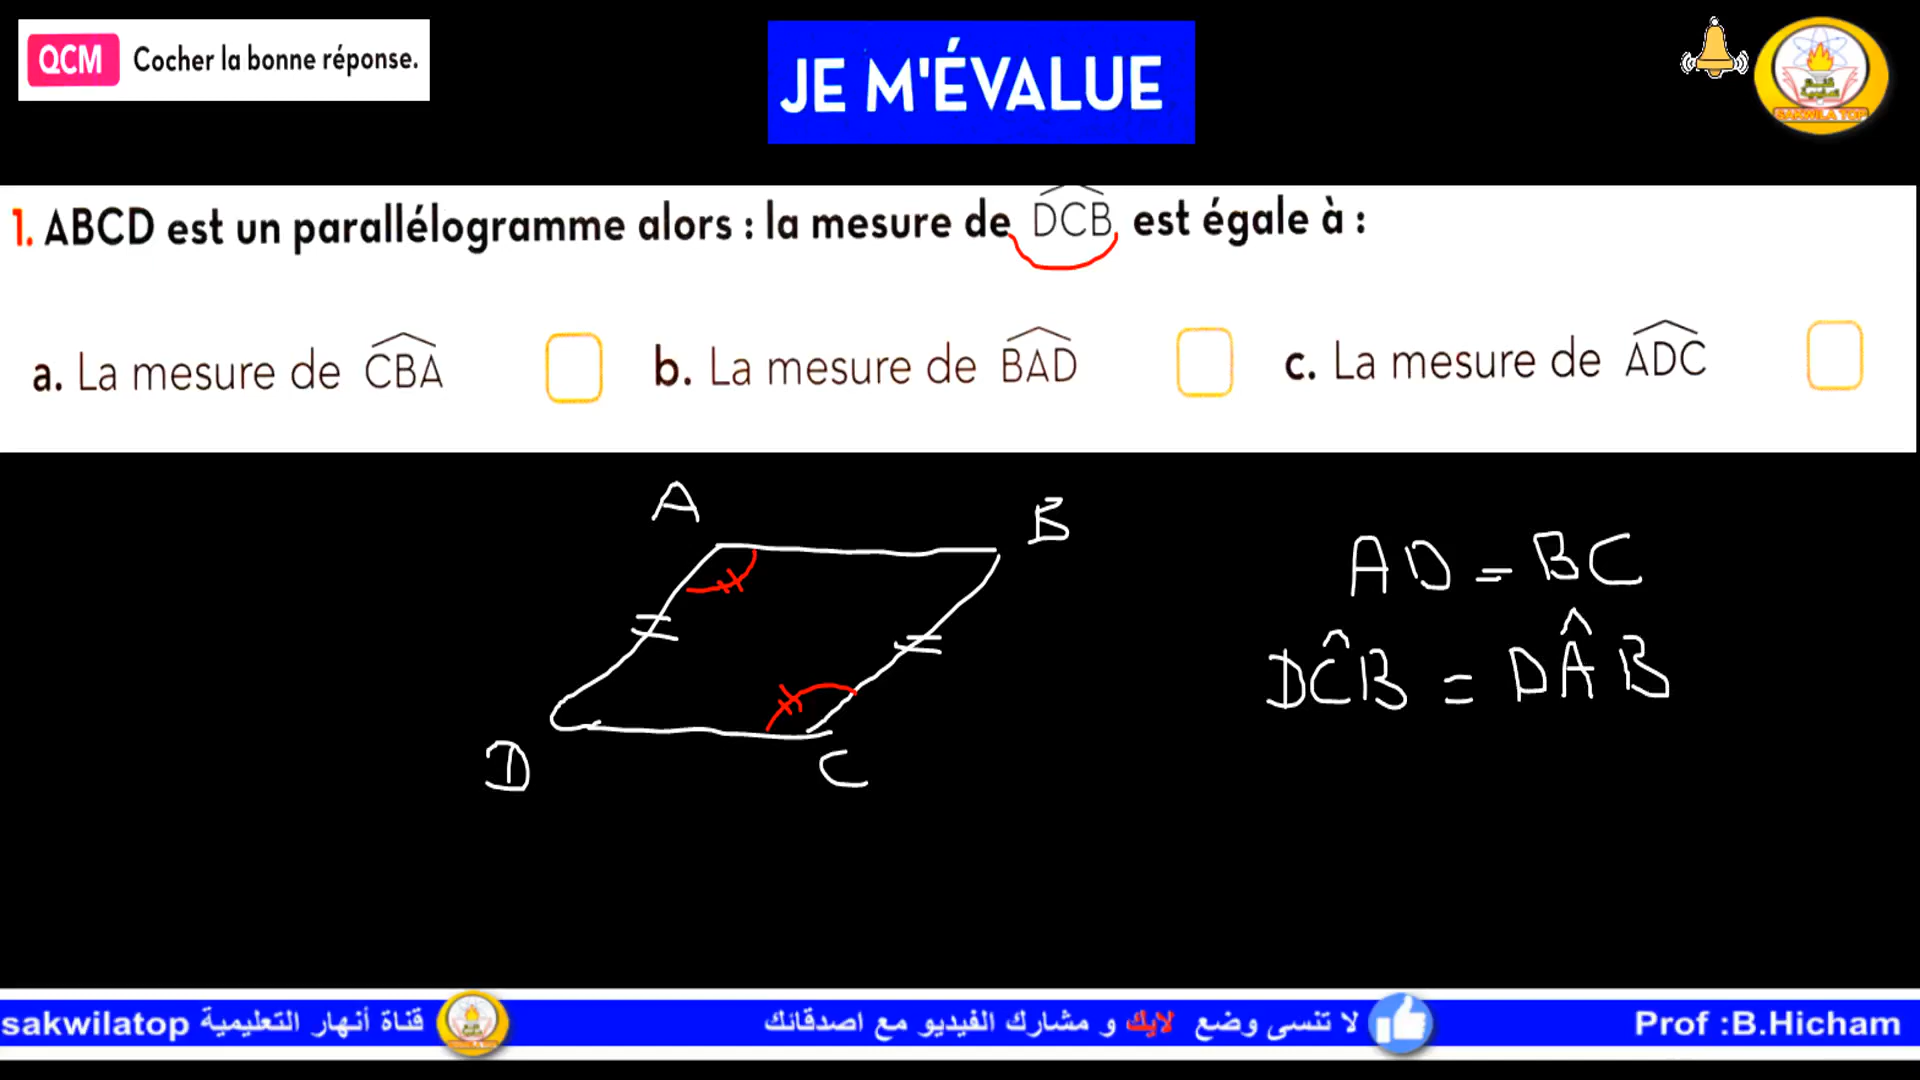 QCM Cocher la bonne réponse.
JE M'ÉVALUE
SAKWILA TOP
1. ABCD est un parallélogramme alors : la mesure de DCB est égale à :
a. La mesure de CBA
b. La mesure de BAD
c. La mesure de ADC
A
B
D
C
AD = BC
DĈB = DÂB
sakwilatop قناة أنهار التعليمية
لا تنسى وضع لايك و مشارك الفيديو مع اصدقائك
Prof :B.Hicham